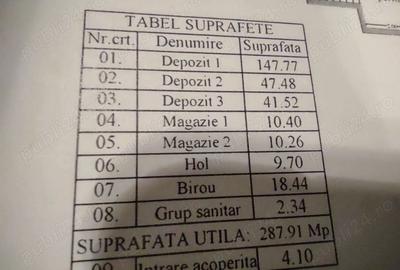 TABEL SUPRAFETE
Nr.crt. Denumire Suprafata
01. Depozit 1 147.77
02. Depozit 2 47.48
03. Depozit 3 41.52
04. Magazie 1 10.40
05. Magazie 2 10.26
06. Hol 9.70
07. Birou 18.44
08. Grup sanitar 2.34
SUPRAFATA UTILA: 287.91 Mp
09. Intrare acoperita 4.10